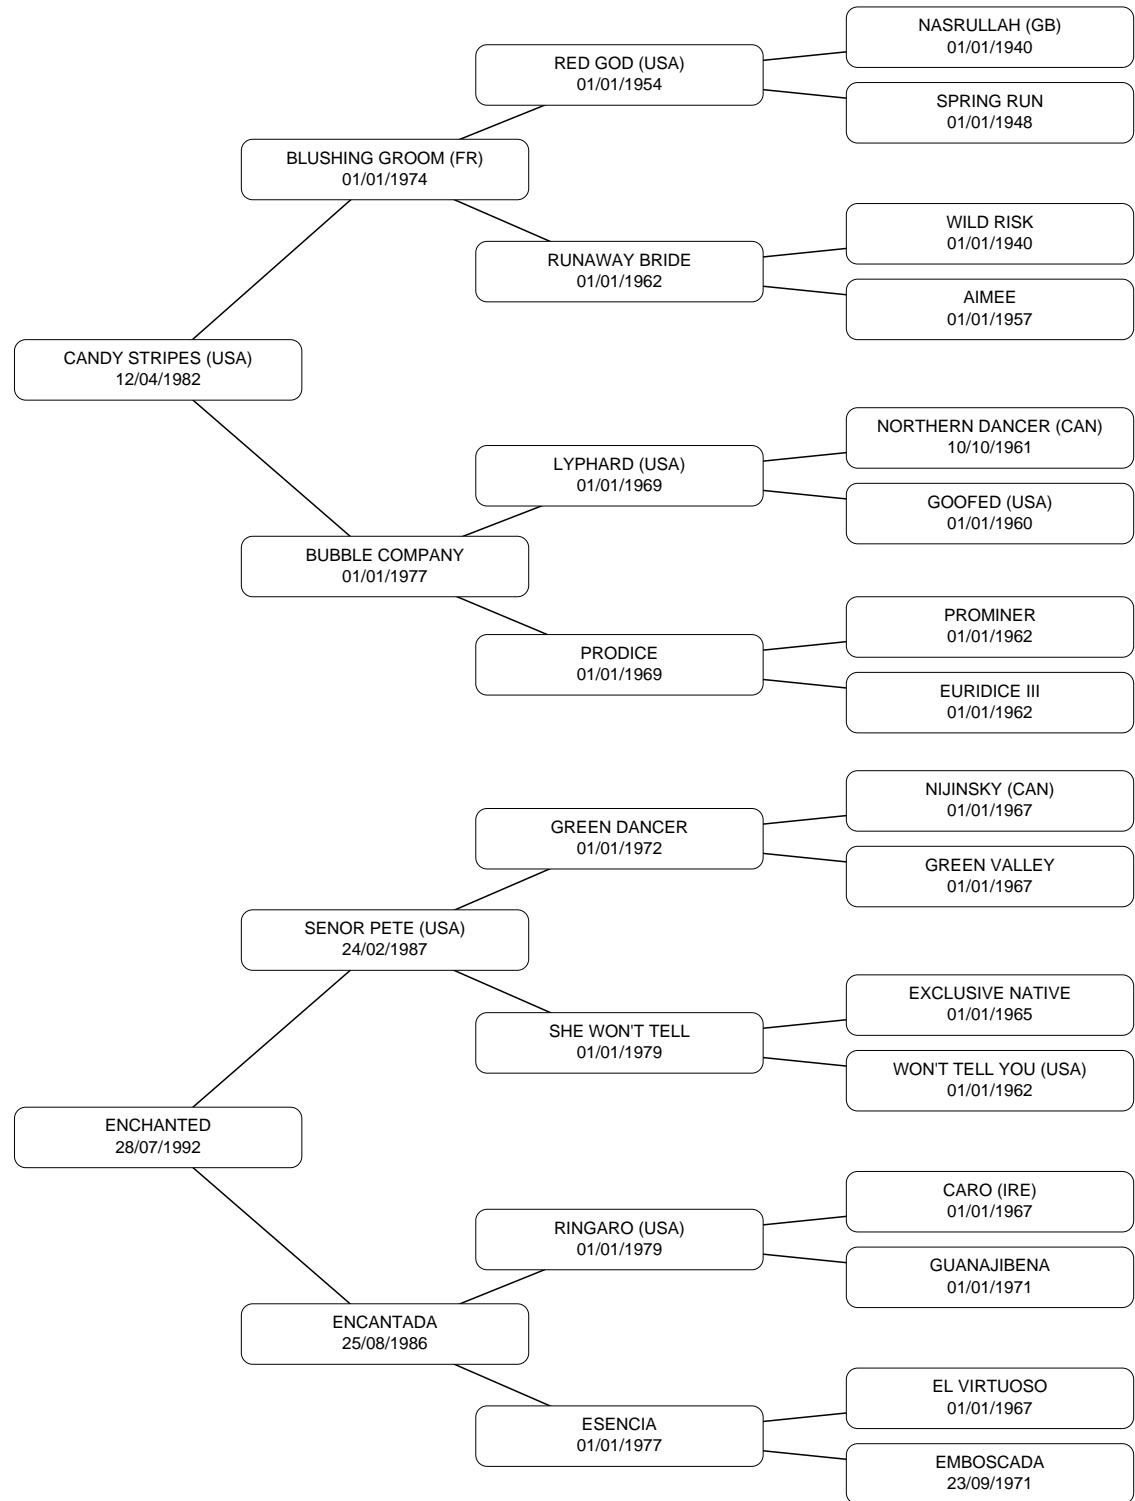 NASRULLAH (GB)
01/01/1940
RED GOD (USA)
01/01/1954
SPRING RUN
01/01/1948
BLUSHING GROOM (FR)
01/01/1974
WILD RISK
01/01/1940
RUNAWAY BRIDE
01/01/1962
AIMEE
01/01/1957
CANDY STRIPES (USA)
12/04/1982
NORTHERN DANCER (CAN)
10/10/1961
LYPHARD (USA)
01/01/1969
GOOFED (USA)
01/01/1960
BUBBLE COMPANY
01/01/1977
PROMINER
01/01/1962
PRODICE
01/01/1969
EURIDICE III
01/01/1962
NIJINSKY (CAN)
01/01/1967
GREEN DANCER
01/01/1972
GREEN VALLEY
01/01/1967
SENOR PETE (USA)
24/02/1987
EXCLUSIVE NATIVE
01/01/1965
SHE WON'T TELL
01/01/1979
WON'T TELL YOU (USA)
01/01/1962
ENCHANTED
28/07/1992
CARO (IRE)
01/01/1967
RINGARO (USA)
01/01/1979
GUANAJIBENA
01/01/1971
ENCANTADA
25/08/1986
EL VIRTUOSO
01/01/1967
ESENCIA
01/01/1977
EMBOSCADA
23/09/1971